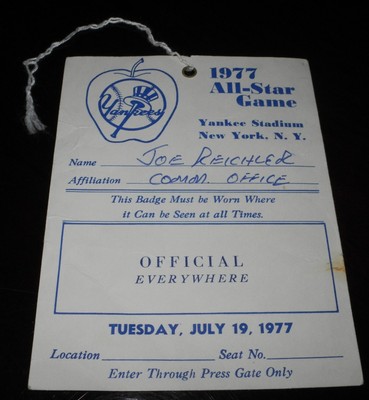 Yankees
1977
All-Star
Game
Yankee Stadium
New York, N. Y.
Name JOE REICHLER
Affiliation COMM. OFFICE
This Badge Must be Worn Where
it Can be Seen at all Times.
OFFICIAL
EVERYWHERE
TUESDAY, JULY 19, 1977
Location Seat No.
Enter Through Press Gate Only